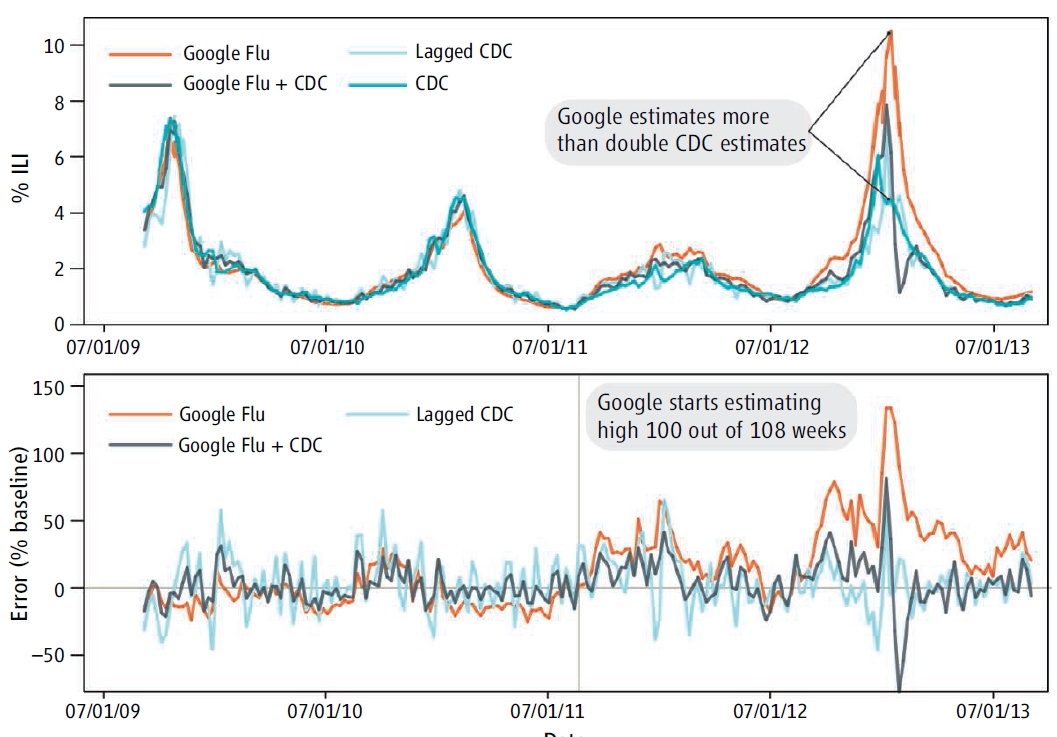 10
8
6
4
2
0
% ILI
Google Flu
Lagged CDC
Google Flu + CDC
CDC
Google estimates more
than double CDC estimates
07/01/09
07/01/10
07/01/11
07/01/12
07/01/13
150
100
50
0
–50
Error (% baseline)
Google Flu
Lagged CDC
Google Flu + CDC
Google starts estimating
high 100 out of 108 weeks
07/01/09
07/01/10
07/01/11
07/01/12
07/01/13